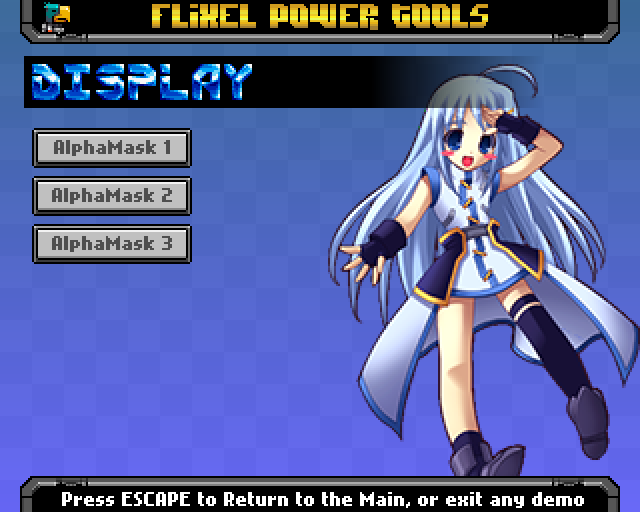 FLiXEL POWER TOOLS
DISPLAY
AlphaMask 1
AlphaMask 2
AlphaMask 3
Press ESCAPE to Return to the Main, or exit any demo